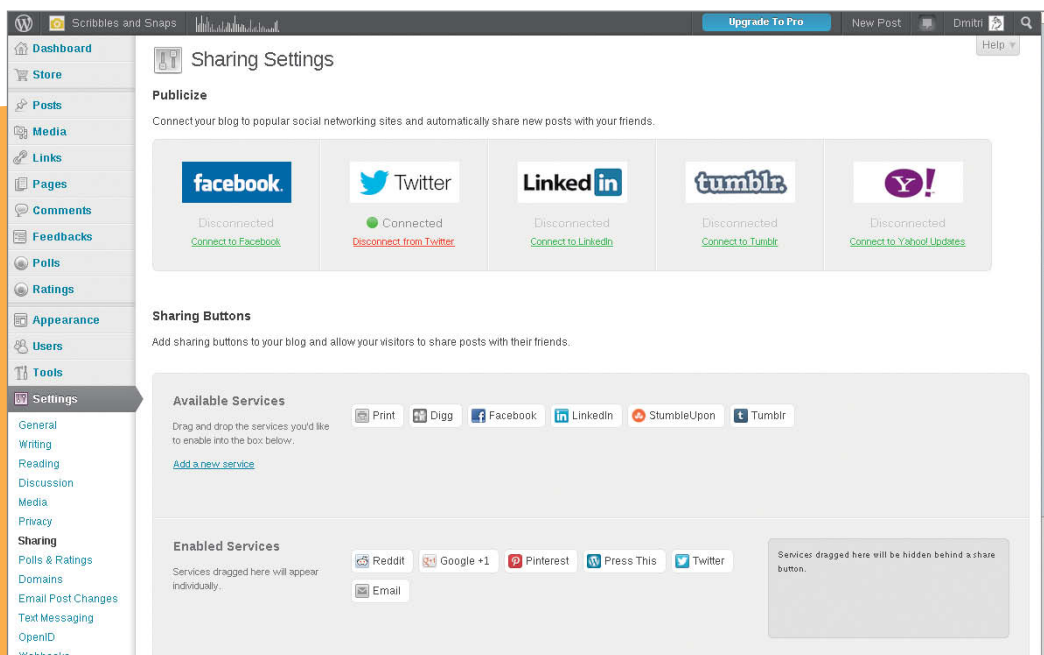 Scribbles and Snaps
Upgrade To Pro
New Post
Dmitri
Help
Dashboard
Store
Posts
Media
Links
Pages
Comments
Feedbacks
Polls
Ratings
Appearance
Users
Tools
Settings
General
Writing
Reading
Discussion
Media
Privacy
Sharing
Polls & Ratings
Domains
Email Post Changes
Text Messaging
OpenID
Webhooks
Sharing Settings
Publicize
Connect your blog to popular social networking sites and automatically share new posts with your friends.
facebook.
Disconnected
Connect to Facebook
Twitter
Connected
Disconnect from Twitter
Linked in
Disconnected
Connect to LinkedIn
tumblr.
Disconnected
Connect to Tumblr
Y!
Disconnected
Connect to Yahoo! Updates
Sharing Buttons
Add sharing buttons to your blog and allow your visitors to share posts with their friends.
Available Services
Drag and drop the services you'd like
to enable into the box below.
Add a new service
Print Digg Facebook LinkedIn StumbleUpon Tumblr
Enabled Services
Services dragged here will appear
individually.
Reddit Google +1 Pinterest Press This Twitter
Email
Services dragged here will be hidden behind a share
button.